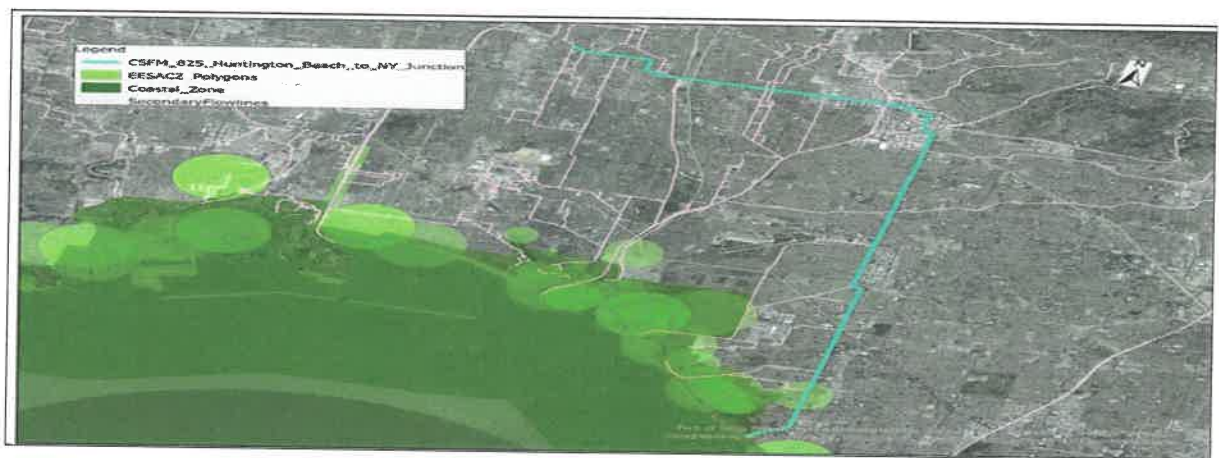 Legend
CSFM_825_Huntington_Beach_to_NY_Junction
EESACZ_Polygons
Coastal_Zone
SecondaryFlowlines
N